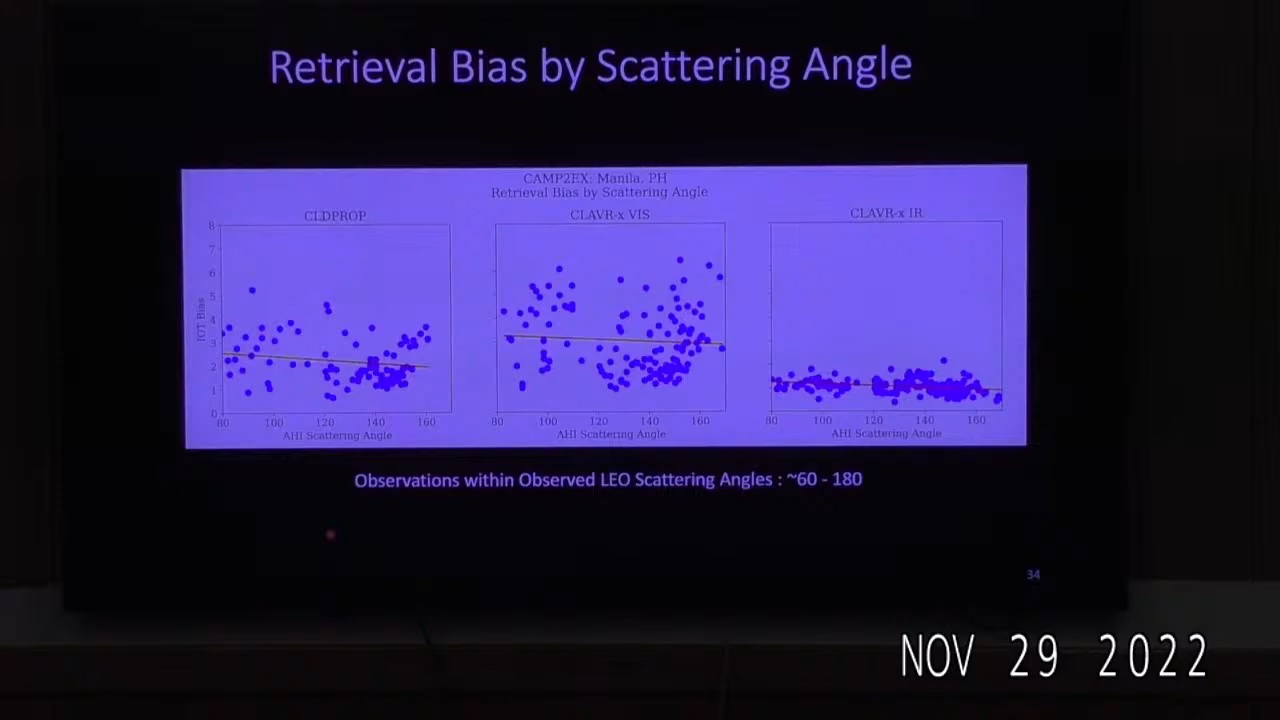 Retrieval Bias by Scattering Angle
CAMP2EX: Manila, PH
Retrieval Bias by Scattering Angle
CLDPROP
CLAVR-x VIS
CLAVR-x IR
8
7
6
5
4
3
2
1
0
IOT Bias
80 100 120 140 160
80 100 120 140 160
80 100 120 140 160
AHI Scattering Angle
AHI Scattering Angle
AHI Scattering Angle
Observations within Observed LEO Scattering Angles : ~60 - 180
34
NOV 29 2022